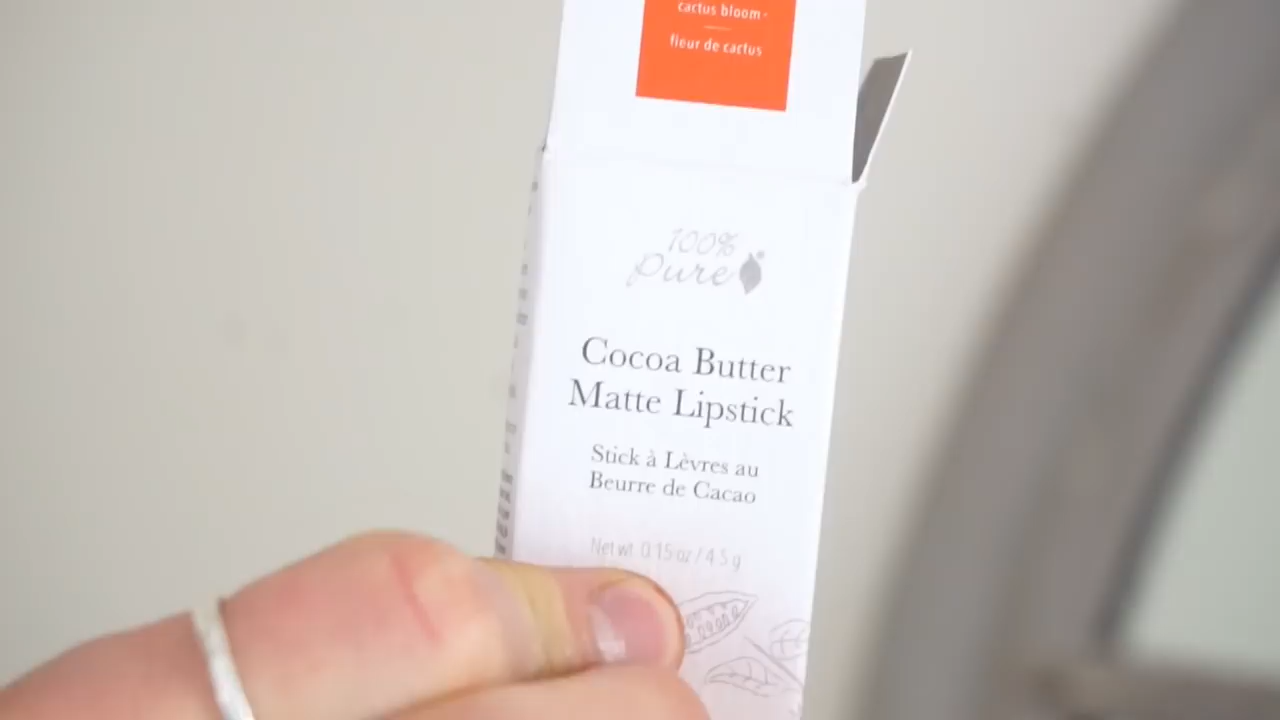 cactus bloom -
fleur de cactus
100%
Pure
Cocoa Butter
Matte Lipstick
Stick à Lèvres au
Beurre de Cacao
Net wt 0.15 oz / 4.5 g